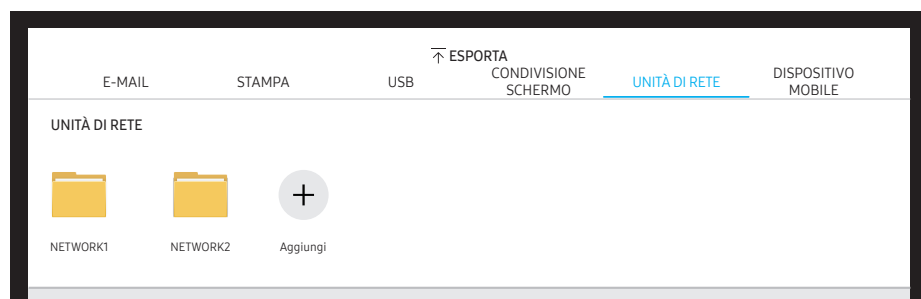 ESPORTA
E-MAIL STAMPA USB CONDIVISIONE SCHERMO UNITÀ DI RETE DISPOSITIVO MOBILE
UNITÀ DI RETE
NETWORK1 NETWORK2 Aggiungi